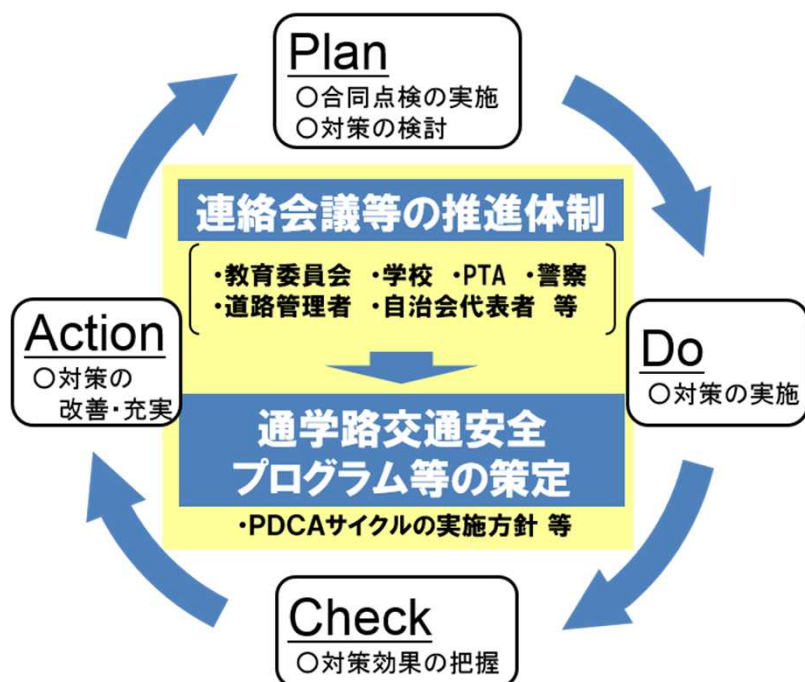 Plan
○合同点検の実施
○対策の検討
連絡会議等の推進体制
・教育委員会 ・学校 ・PTA ・警察
・道路管理者 ・自治会代表者 等
Action
○対策の
改善・充実
Do
○対策の実施
通学路交通安全
プログラム等の策定
・PDCAサイクルの実施方針 等
Check
○対策効果の把握